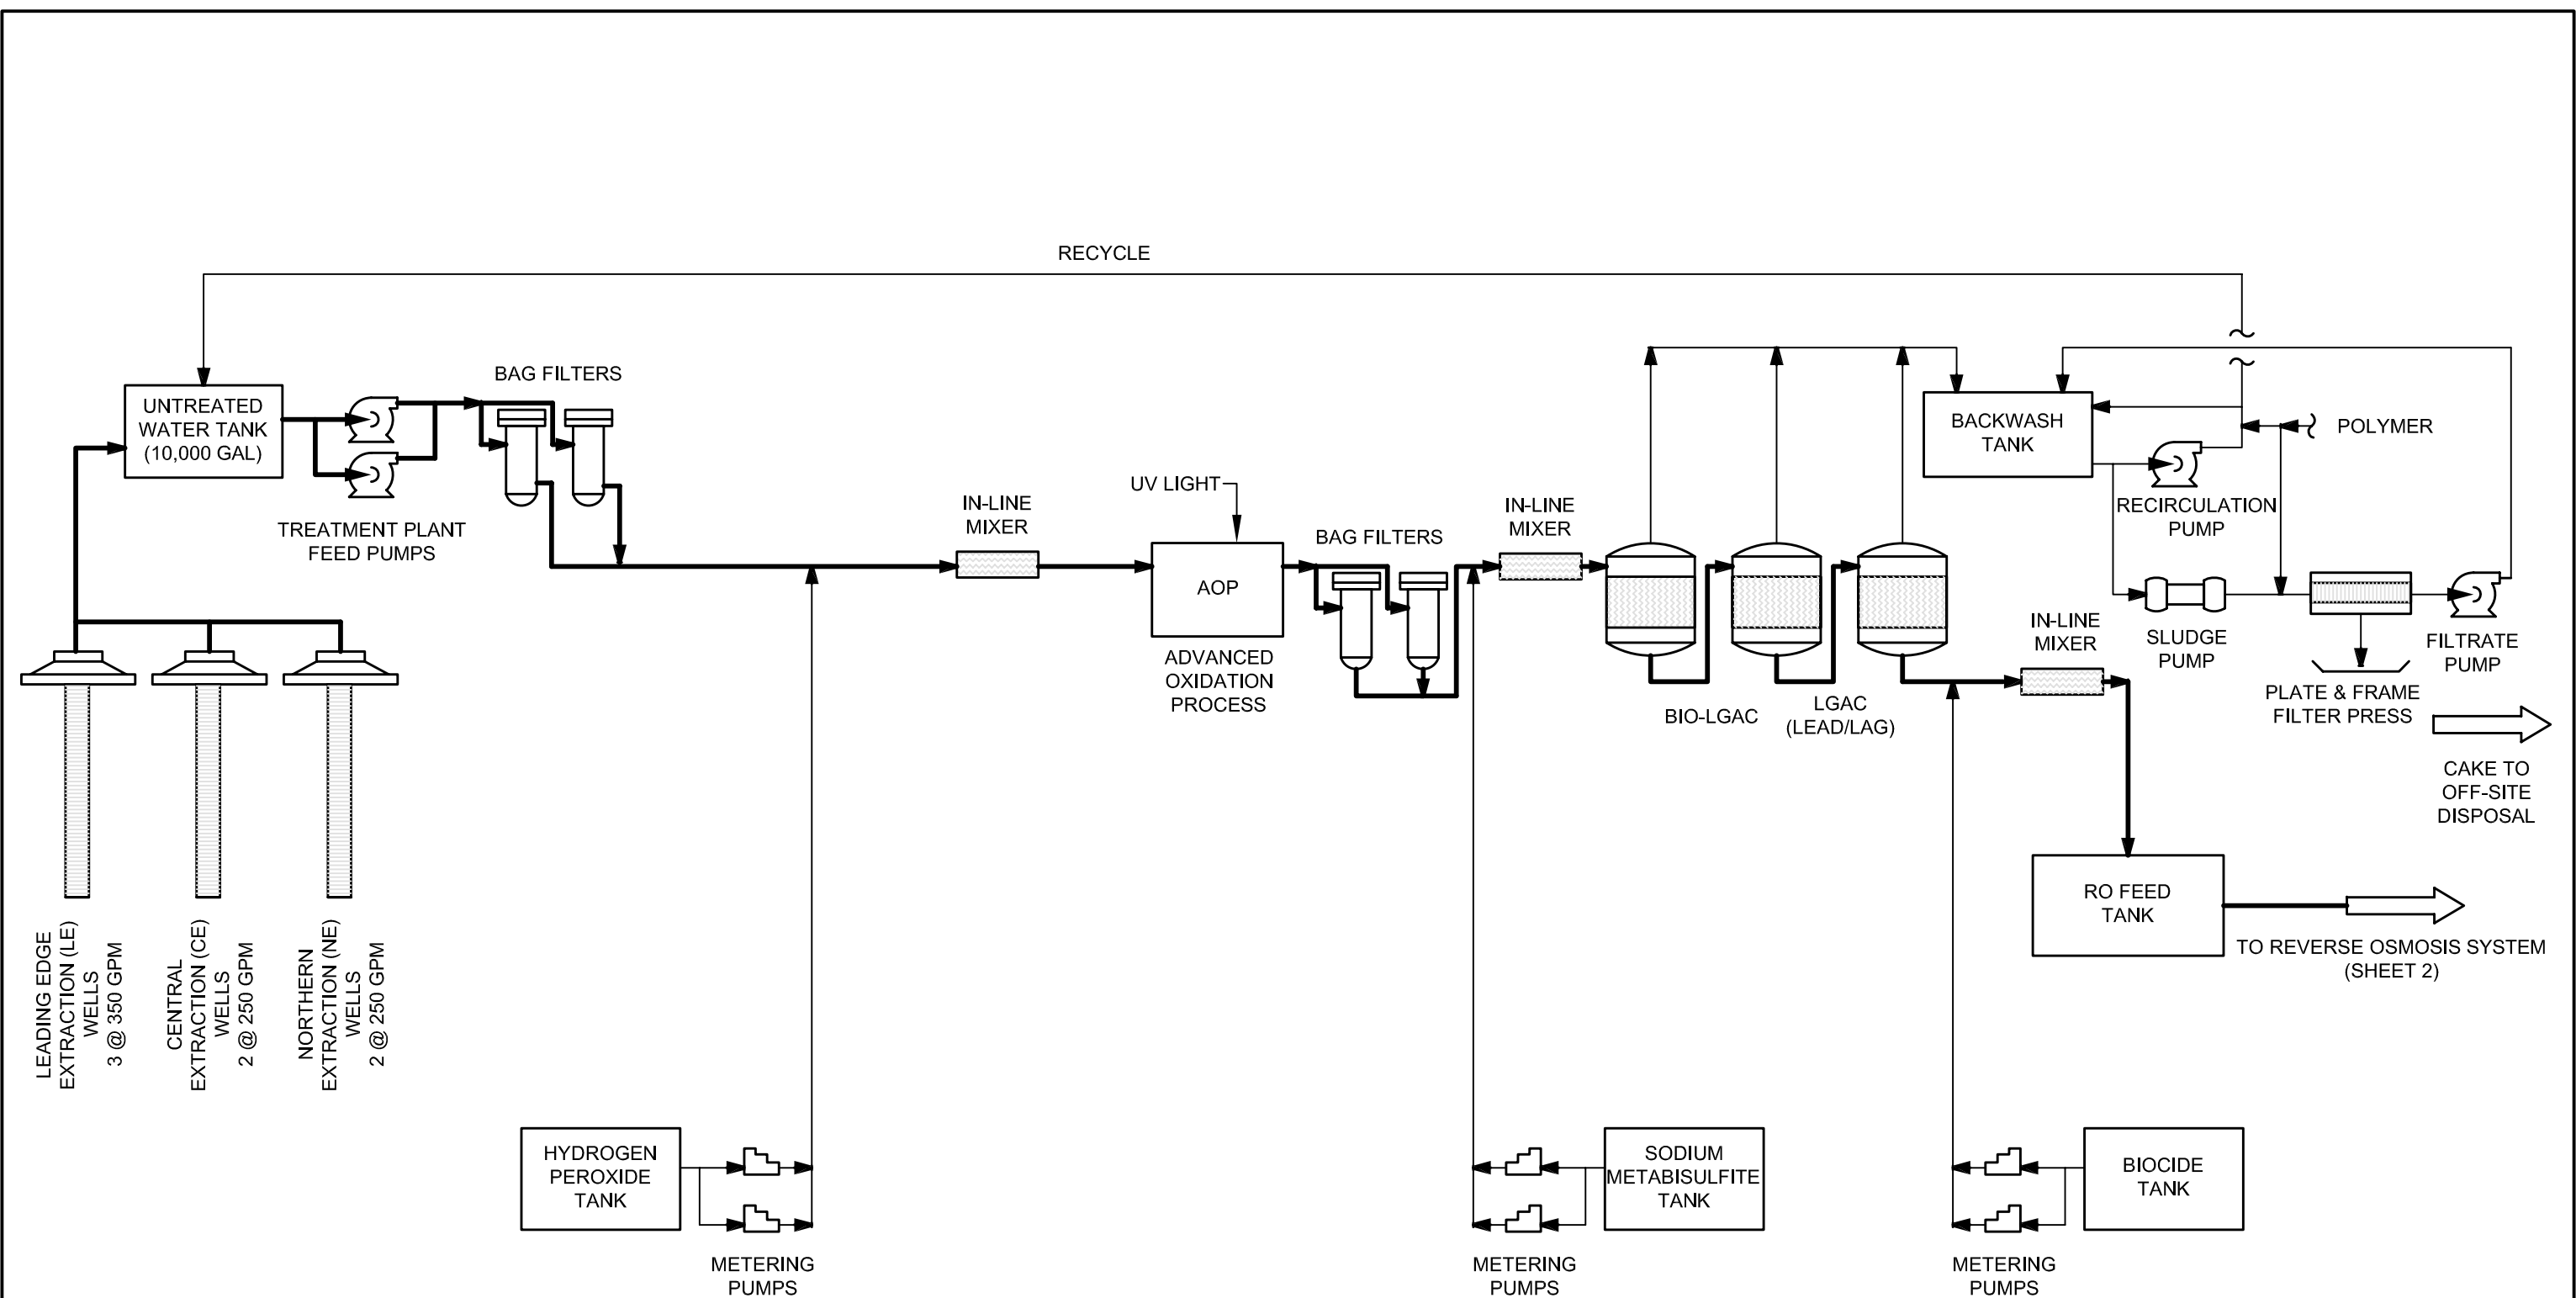 RECYCLE
UNTREATED
WATER TANK
(10,000 GAL)
BAG FILTERS
TREATMENT PLANT
FEED PUMPS
IN-LINE
MIXER
UV LIGHT
AOP
ADVANCED
OXIDATION
PROCESS
BAG FILTERS
IN-LINE
MIXER
BIO-LGAC
LGAC
(LEAD/LAG)
BACKWASH
TANK
POLYMER
RECIRCULATION
PUMP
SLUDGE
PUMP
FILTRATE
PUMP
PLATE & FRAME
FILTER PRESS
CAKE TO
OFF-SITE
DISPOSAL
IN-LINE
MIXER
RO FEED
TANK
TO REVERSE OSMOSIS SYSTEM
(SHEET 2)
LEADING EDGE
EXTRACTION (LE)
WELLS
3 @ 350 GPM
CENTRAL
EXTRACTION (CE)
WELLS
2 @ 250 GPM
NORTHERN
EXTRACTION (NE)
WELLS
2 @ 250 GPM
HYDROGEN
PEROXIDE
TANK
METERING
PUMPS
SODIUM
METABISULFITE
TANK
METERING
PUMPS
BIOCIDE
TANK
METERING
PUMPS